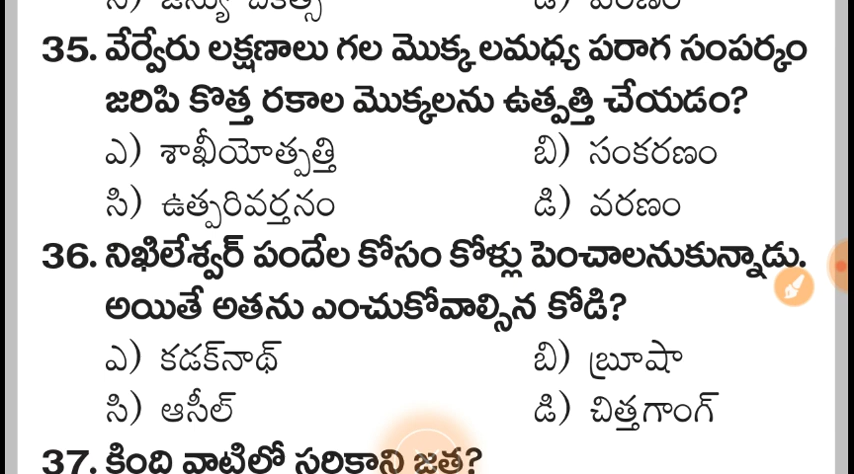 35. వేర్వేరు లక్షణాలు గల మొక్కలమధ్య పరాగ సంపర్కం
జరిపి కొత్త రకాల మొక్కలను ఉత్పత్తి చేయడం?
ఎ) శాఖీయోత్పత్తి బి) సంకరణం
సి) ఉత్పరివర్తనం డి) వరణం
36. నిఖిలేశ్వర్ పందేల కోసం కోళ్లు పెంచాలనుకున్నాడు.
అయితే అతను ఎంచుకోవాల్సిన కోడి?
ఎ) కడక్‌నాథ్ బి) బ్రూషా
సి) ఆసీల్ డి) చిత్తగాంగ్
37. కింది వాటిలో సరికాని జత?